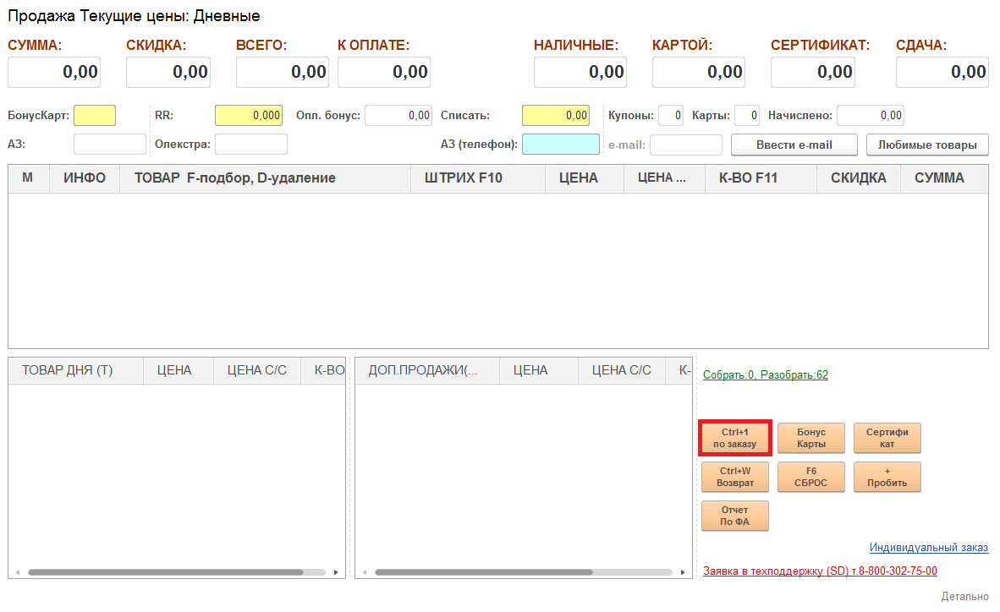 Продажа Текущие цены: Дневные
СУММА: СКИДКА: ВСЕГО: К ОПЛАТЕ: НАЛИЧНЫЕ: КАРТОЙ: СЕРТИФИКАТ: СДАЧА:
0,00 0,00 0,00 0,00 0,00 0,00 0,00 0,00
БонусКарт: RR: 0,000 Опл. бонус: 0,00 Списать: 0,00 Купоны: 0 Карты: 0 Начислено: 0,00
АЗ: Олекстра: АЗ (телефон): e-mail: Ввести e-mail Любимые товары
М ИНФО ТОВАР F-подбор, D-удаление ШТРИХ F10 ЦЕНА ЦЕНА ... К-ВО F11 СКИДКА СУММА
ТОВАР ДНЯ (Т) ЦЕНА ЦЕНА С/С К-ВО ДОП.ПРОДАЖИ(... ЦЕНА ЦЕНА С/С К-
Собрать:0, Разобрать:62
Ctrl+1 Бонус Сертифи
по заказу Карты кат
Ctrl+W F6 +
Возврат СБРОС Пробить
Отчет
По ФА
Индивидуальный заказ
Заявка в техподдержку (SD) т.8-800-302-75-00
Детально